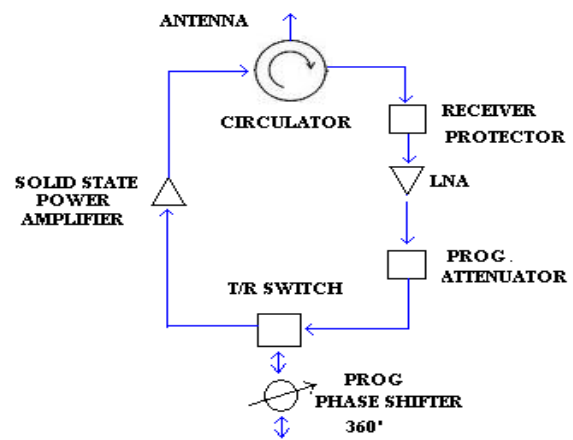 ANTENNA
CIRCULATOR
RECEIVER
PROTECTOR
SOLID STATE
POWER
AMPLIFIER
LNA
PROG.
ATTENUATOR
T/R SWITCH
PROG
PHASE SHIFTER
360°